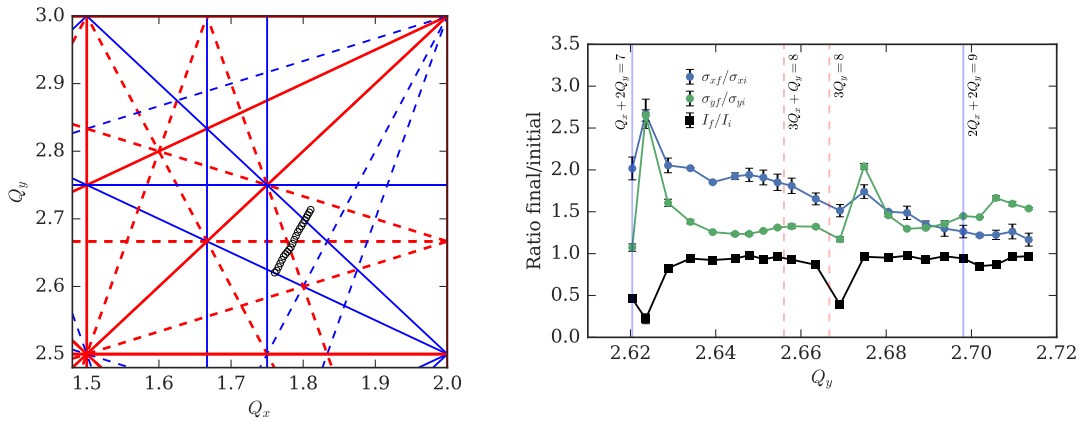 3.0
2.9
2.8
2.7
2.6
2.5
Q_y
1.5 1.6 1.7 1.8 1.9 2.0
Q_x
3.5
3.0
2.5
2.0
1.5
1.0
0.5
0.0
Ratio final/initial
Q_x + 2Q_y = 7
σ_xf/σ_xi
σ_yf/σ_yi
I_f/I_i
3Q_x + Q_y = 8
3Q_y = 8
2Q_x + 2Q_y = 9
2.62 2.64 2.66 2.68 2.70 2.72
Q_y